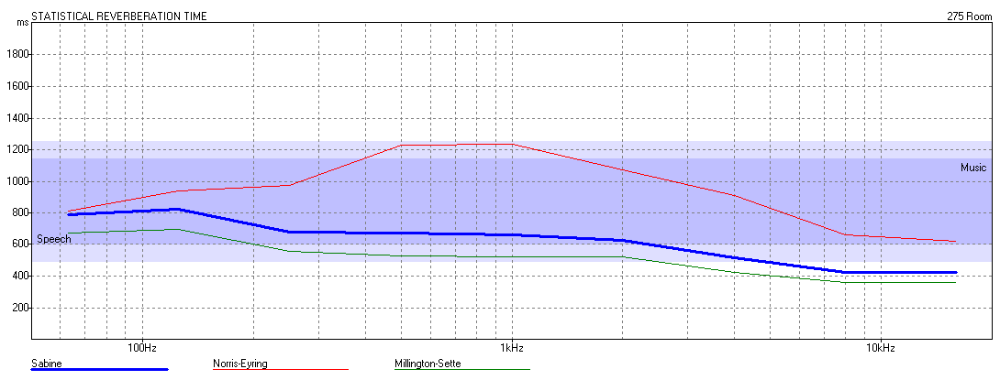 STATISTICAL REVERBERATION TIME 275 Room
ms
1800
1600
1400
1200
1000
800
600
400
200
Music
Speech
100Hz 1kHz 10kHz
Sabine Norris-Eyring Millington-Sette